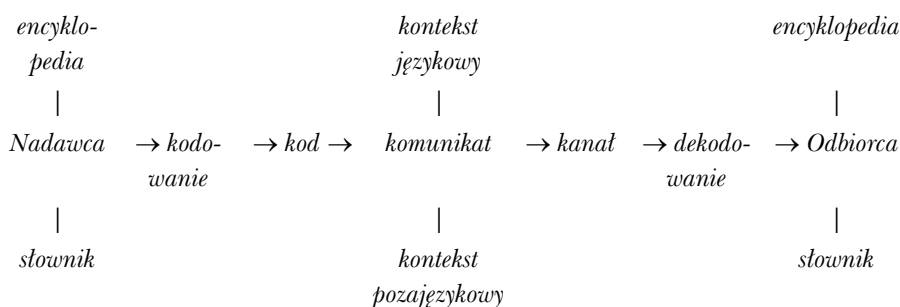 encyklo- kontekst encyklopedia
pedia językowy
| | |
Nadawca → kodo- → kod → komunikat → kanał → dekodo- → Odbiorca
wanie wanie
| | |
słownik kontekst słownik
pozajęzykowy